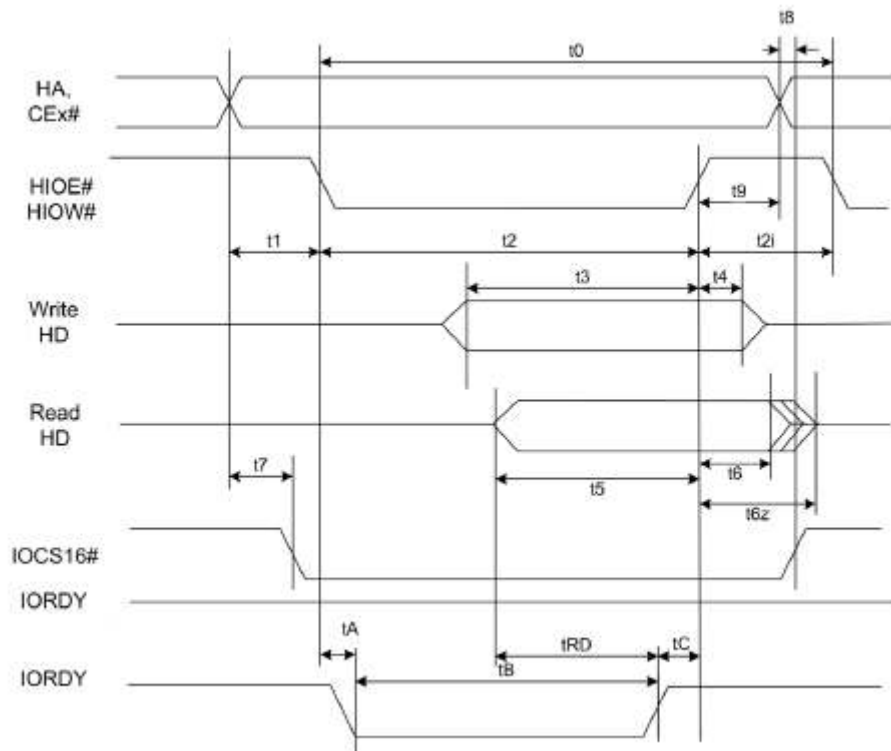 t8
t0
HA,
CEx#
HIOE#
HIOW#
t9
t1
t2
t2i
t3
t4
Write
HD
Read
HD
t6
t7
t5
t6z
IOCS16#
IORDY
tA
tRD
tC
tB
IORDY